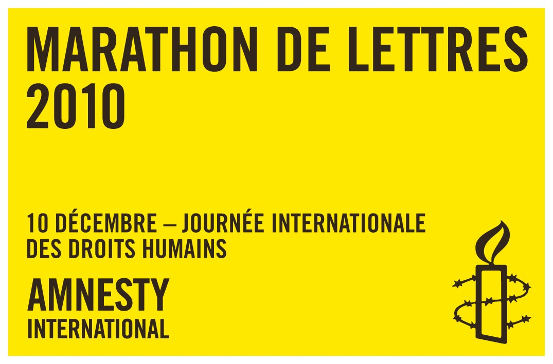 MARATHON DE LETTRES
2010
10 DÉCEMBRE – JOURNÉE INTERNATIONALE
DES DROITS HUMAINS
AMNESTY
INTERNATIONAL